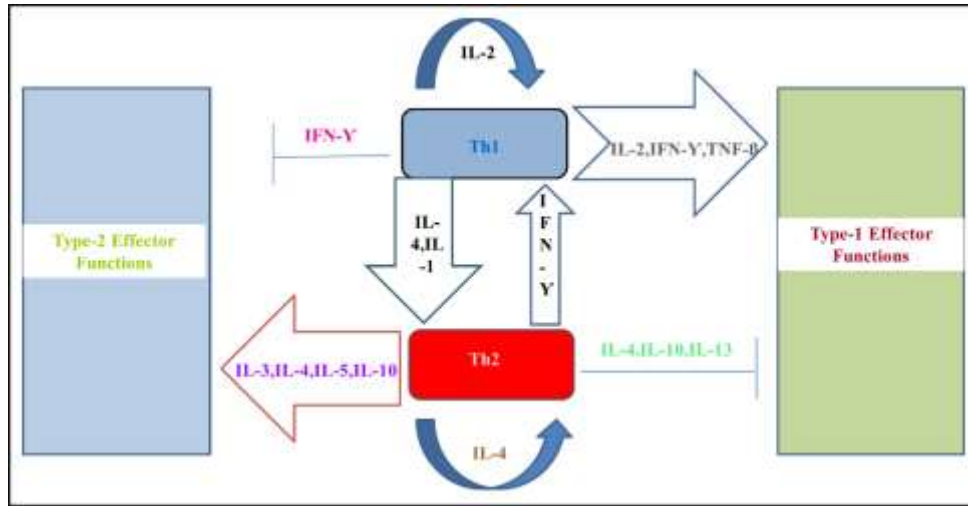 IL-2
IFN-Y
Th1
IL-2,IFN-Y,TNF-β
IL-
4,IL
-1
I
F
N
-
Y
Type-2 Effector
Functions
Type-1 Effector
Functions
Th2
IL-4,IL-10,IL-13
IL-3,IL-4,IL-5,IL-10
IL-4